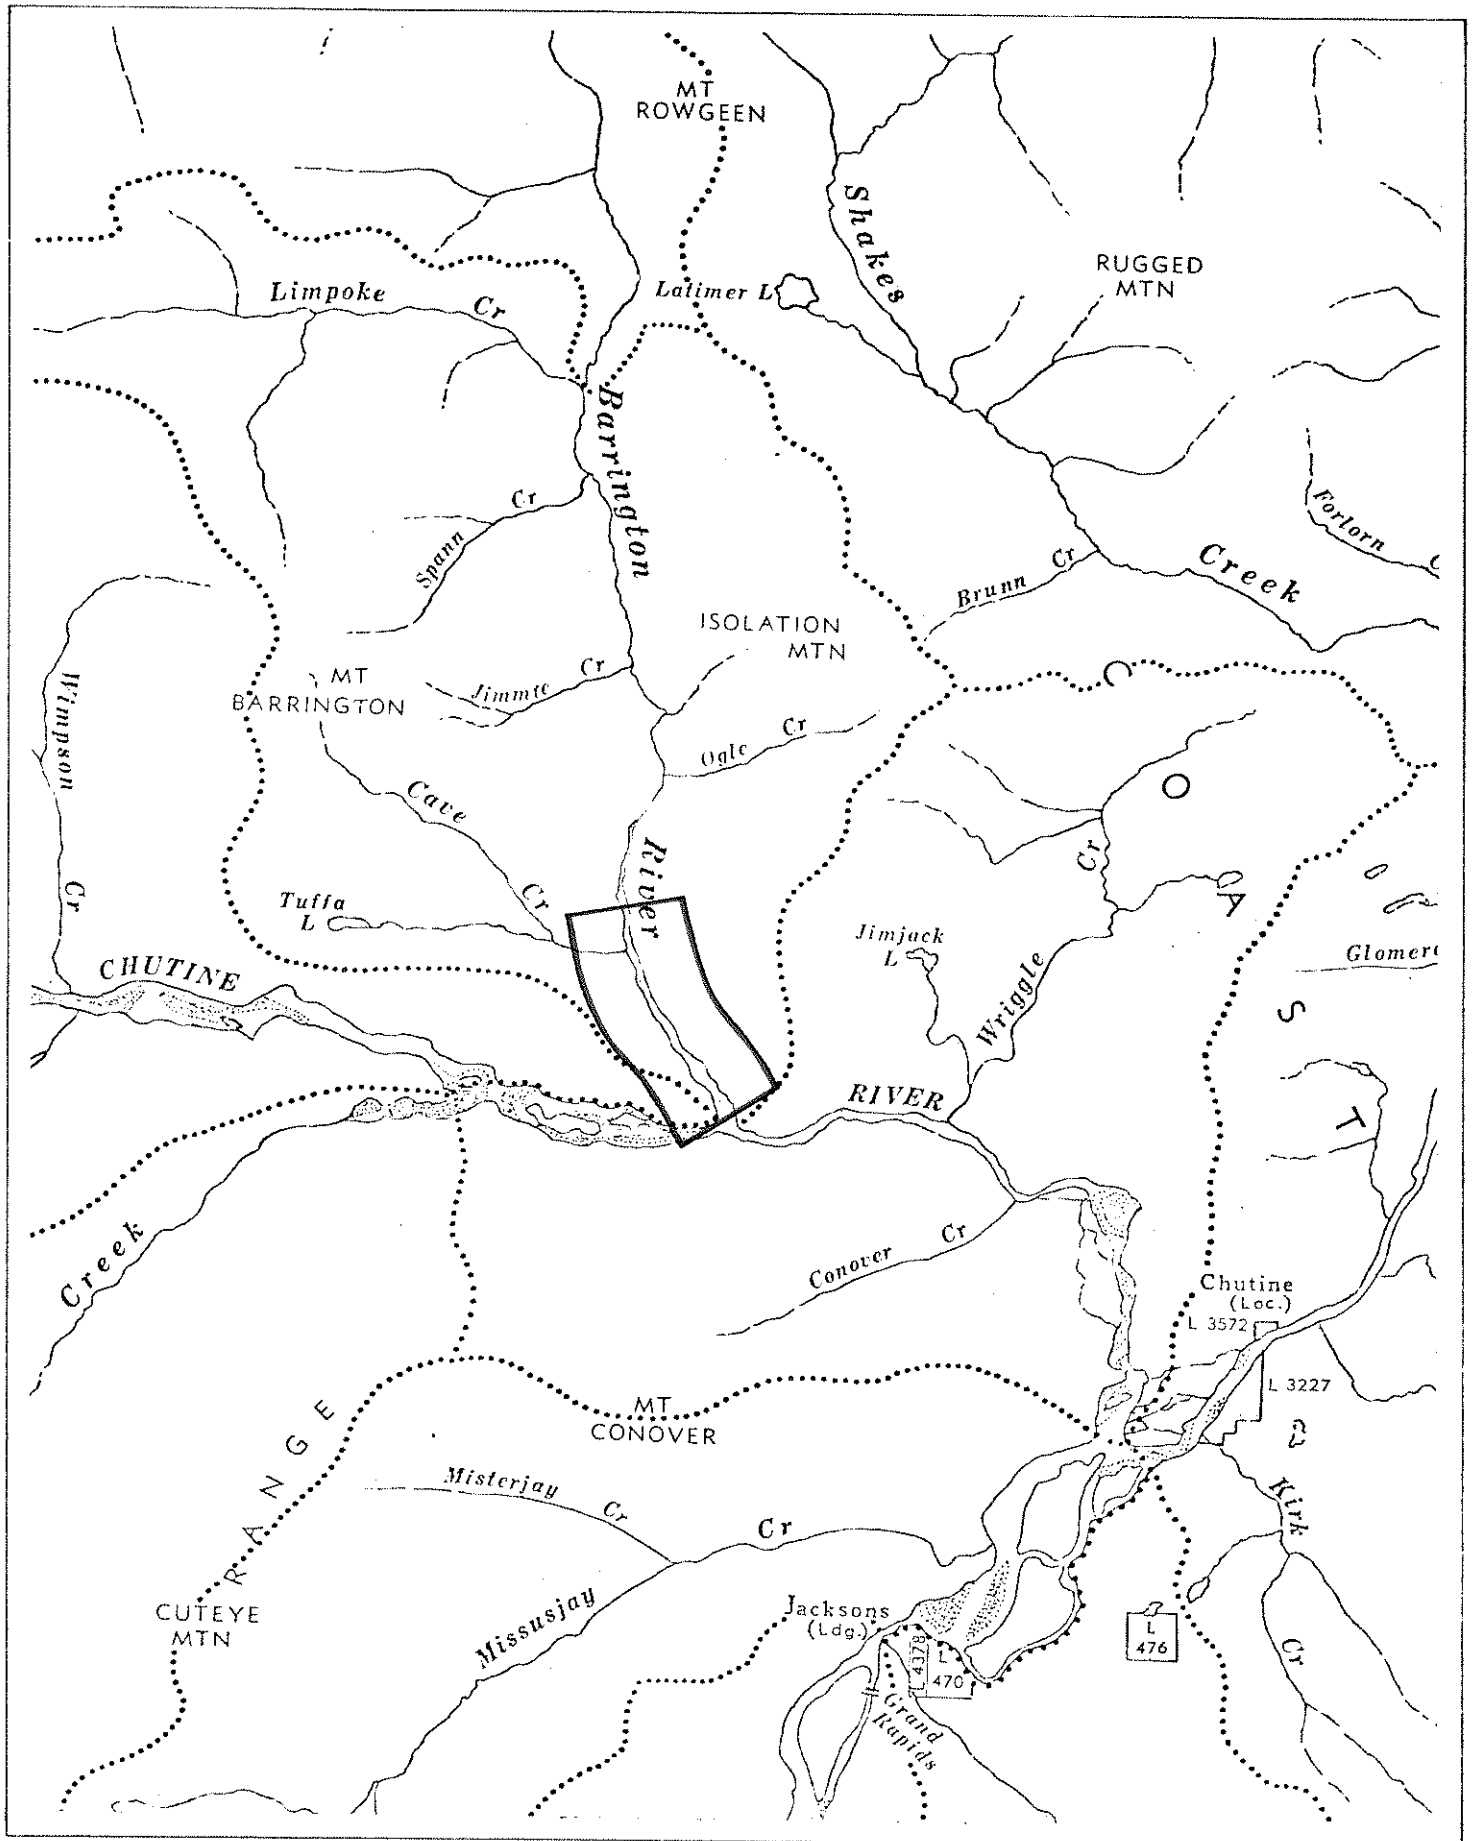 MT
ROWGEEN
Shakes
RUGGED
MTN
Limpoke
Cr
Latimer L
Barrington
Cr
Spann
Forlorn
Creek
Brunn Cr
ISOLATION
MTN
C
Cr
Jimmie
MT
BARRINGTON
Wimpson
Ogle Cr
O
Cave
River
Cr
Cr
Cr
Tuffa
L
A
Jimjack
L
Glomer
CHUTINE
Wriggle
S
RIVER
T
Creek
Conover Cr
Chutine
(Loc.)
L 3572
L 3227
RANGE
MT
CONOVER
Misterjay
Cr
Cr
Kirk
Missusjay
CUTEYE
MTN
Jacksons
(Ldg.)
L 4378
L
470
L
476
Cr
Grand
Rapids